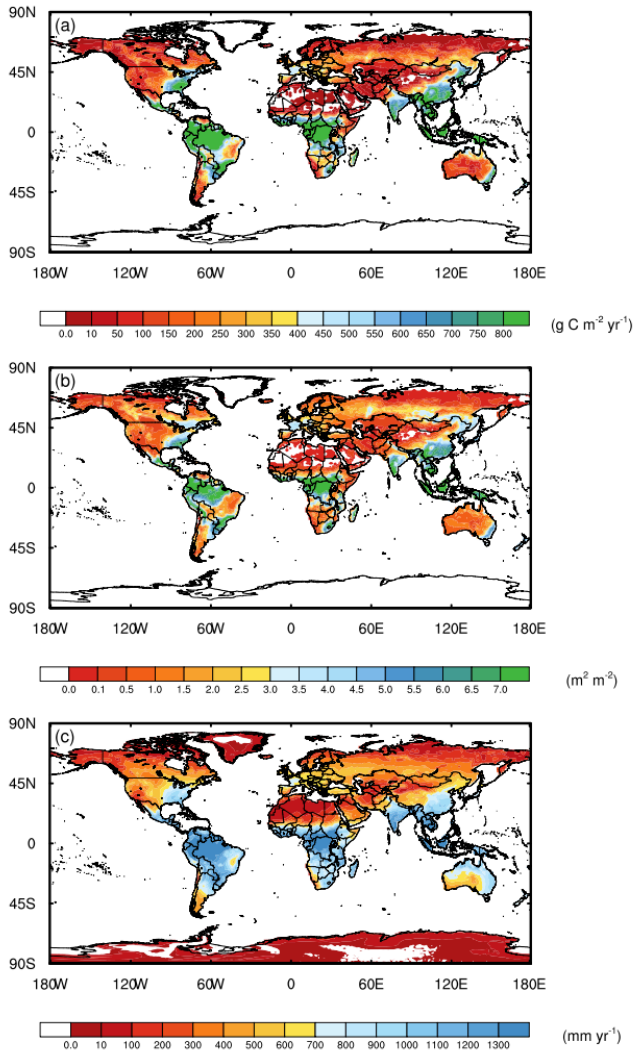 90N
(a)
45N
0
45S
90S
180W 120W 60W 0 60E 120E 180E
0.0 10 50 100 150 200 250 300 350 400 450 500 550 600 650 700 750 800
(g C m-2 yr-1)
90N
(b)
45N
0
45S
90S
180W 120W 60W 0 60E 120E 180E
0.0 0.1 0.5 1.0 1.5 2.0 2.5 3.0 3.5 4.0 4.5 5.0 5.5 6.0 6.5 7.0
(m2 m-2)
90N
(c)
45N
0
45S
90S
180W 120W 60W 0 60E 120E 180E
0.0 10 100 200 300 400 500 600 700 800 900 1000 1100 1200 1300
(mm yr-1)